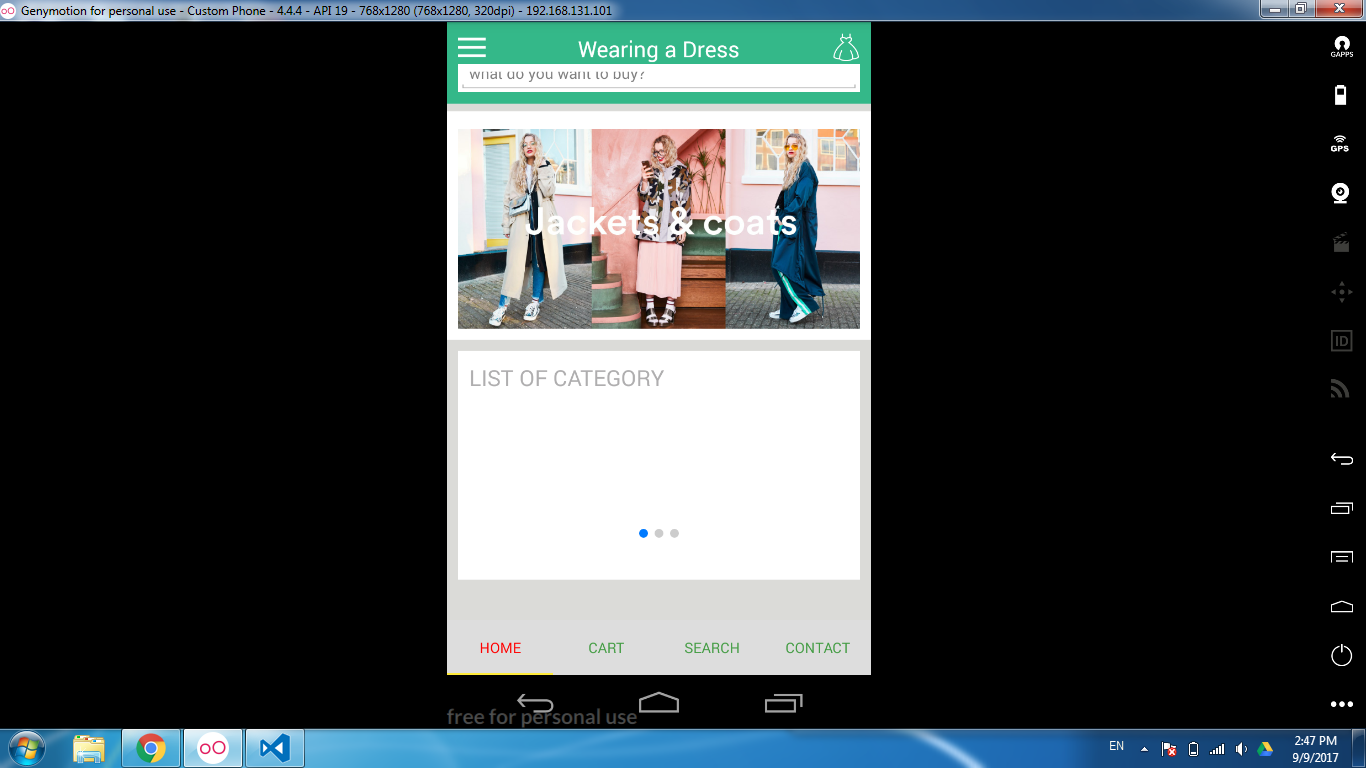 Genymotion for personal use - Custom Phone - 4.4.4 - API 19 - 768x1280 (768x1280, 320dpi) - 192.168.131.101
Wearing a Dress
what do you want to buy?
GAPPS
GPS
Jackets & coats
ID
LIST OF CATEGORY
HOME CART SEARCH CONTACT
free for personal use
EN
2:47 PM
9/9/2017